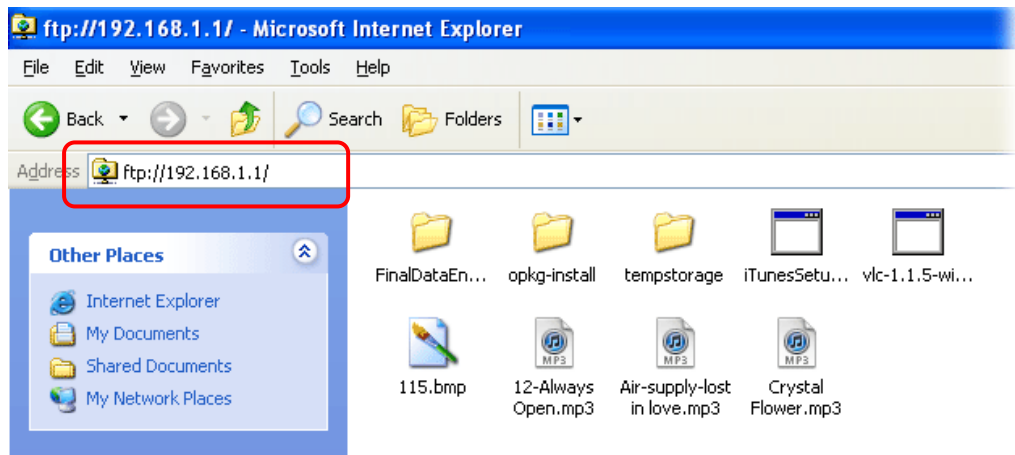 ftp://192.168.1.1/ - Microsoft Internet Explorer
File Edit View Favorites Tools Help
Back Search Folders
Address ftp://192.168.1.1/
Other Places
Internet Explorer
My Documents
Shared Documents
My Network Places
FinalDataEn... opkg-install tempstorage iTunesSetu... vlc-1.1.5-wi...
MP3 MP3 MP3
115.bmp 12-Always Air-supply-lost Crystal
Open.mp3 in love.mp3 Flower.mp3